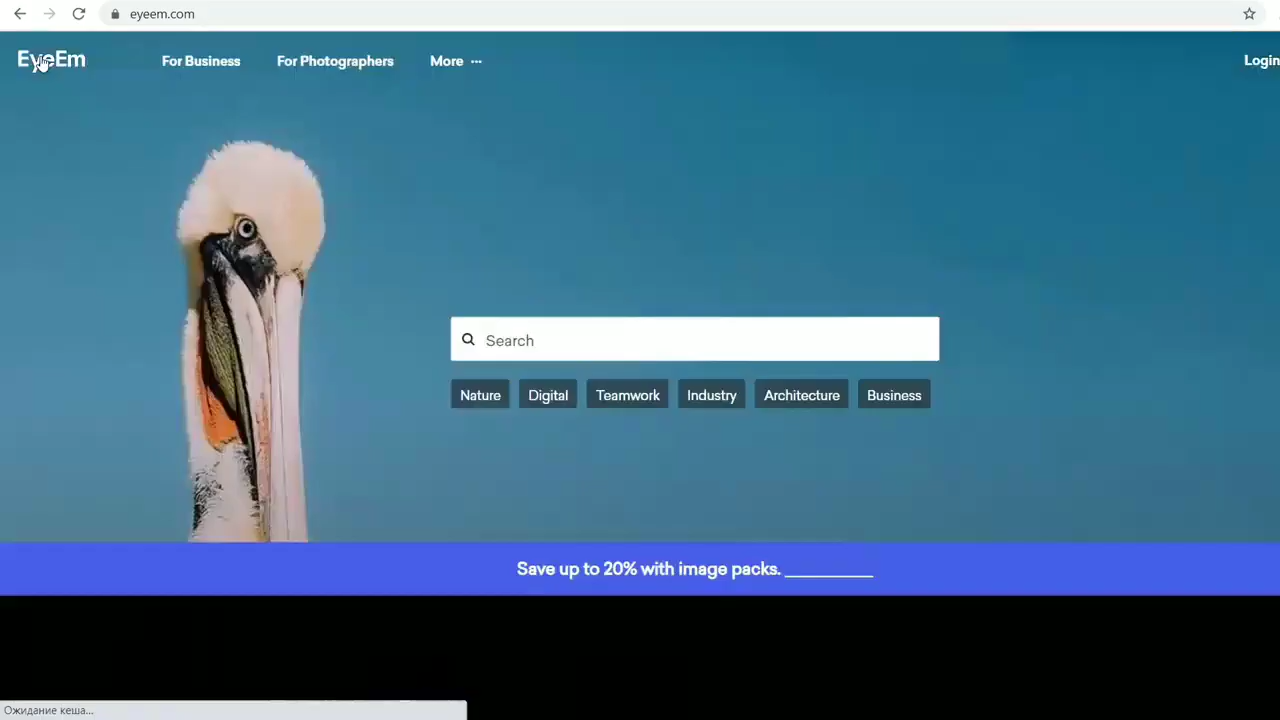 eyeem.com
EyeEm
For Business
For Photographers
More ···
Login
Search
Nature
Digital
Teamwork
Industry
Architecture
Business
Save up to 20% with image packs.
Ожидание кеша...